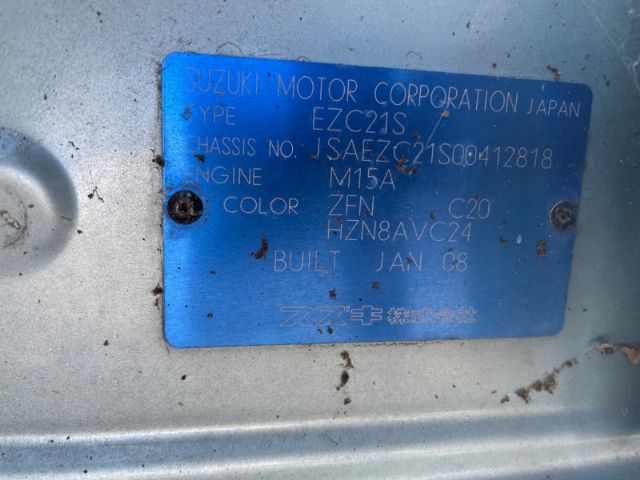 SUZUKI MOTOR CORPORATION JAPAN
TYPE EZC21S
CHASSIS NO. JSAEZC21S00412818
ENGINE M15A
COLOR ZFN C20
HZN8AVC24
BUILT JAN 08
スズキ株式会社